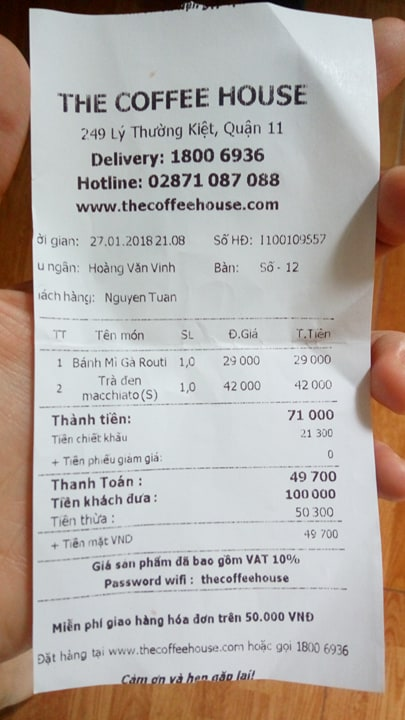 THE COFFEE HOUSE
249 Lý Thường Kiệt, Quận 11
Delivery: 1800 6936
Hotline: 02871 087 088
www.thecoffeehouse.com
ời gian: 27.01.2018 21.08 Số HĐ: 1100109557
u ngân: Hoàng Văn Vinh Bàn: Số - 12
ách hàng: Nguyen Tuan
TT Tên món SL Đ.Giá T.Tiền
1 Bánh Mì Gà Routi 1,0 29 000 29 000
2 Trà đen macchiato (S) 1,0 42 000 42 000
Thành tiền: 71 000
Tiền chiết khấu 21 300
+ Tiền phiếu giảm giá: 0
Thanh Toán : 49 700
Tiền khách đưa : 100 000
Tiền thừa : 50 300
+ Tiền mặt VND 49 700
Giá sản phẩm đã bao gồm VAT 10%
Password wifi : thecoffeehouse
Miễn phí giao hàng hóa đơn trên 50.000 VNĐ
Đặt hàng tại www.thecoffeehouse.com hoặc gọi 1800 6936
Cảm ơn và hẹn gặp lại!